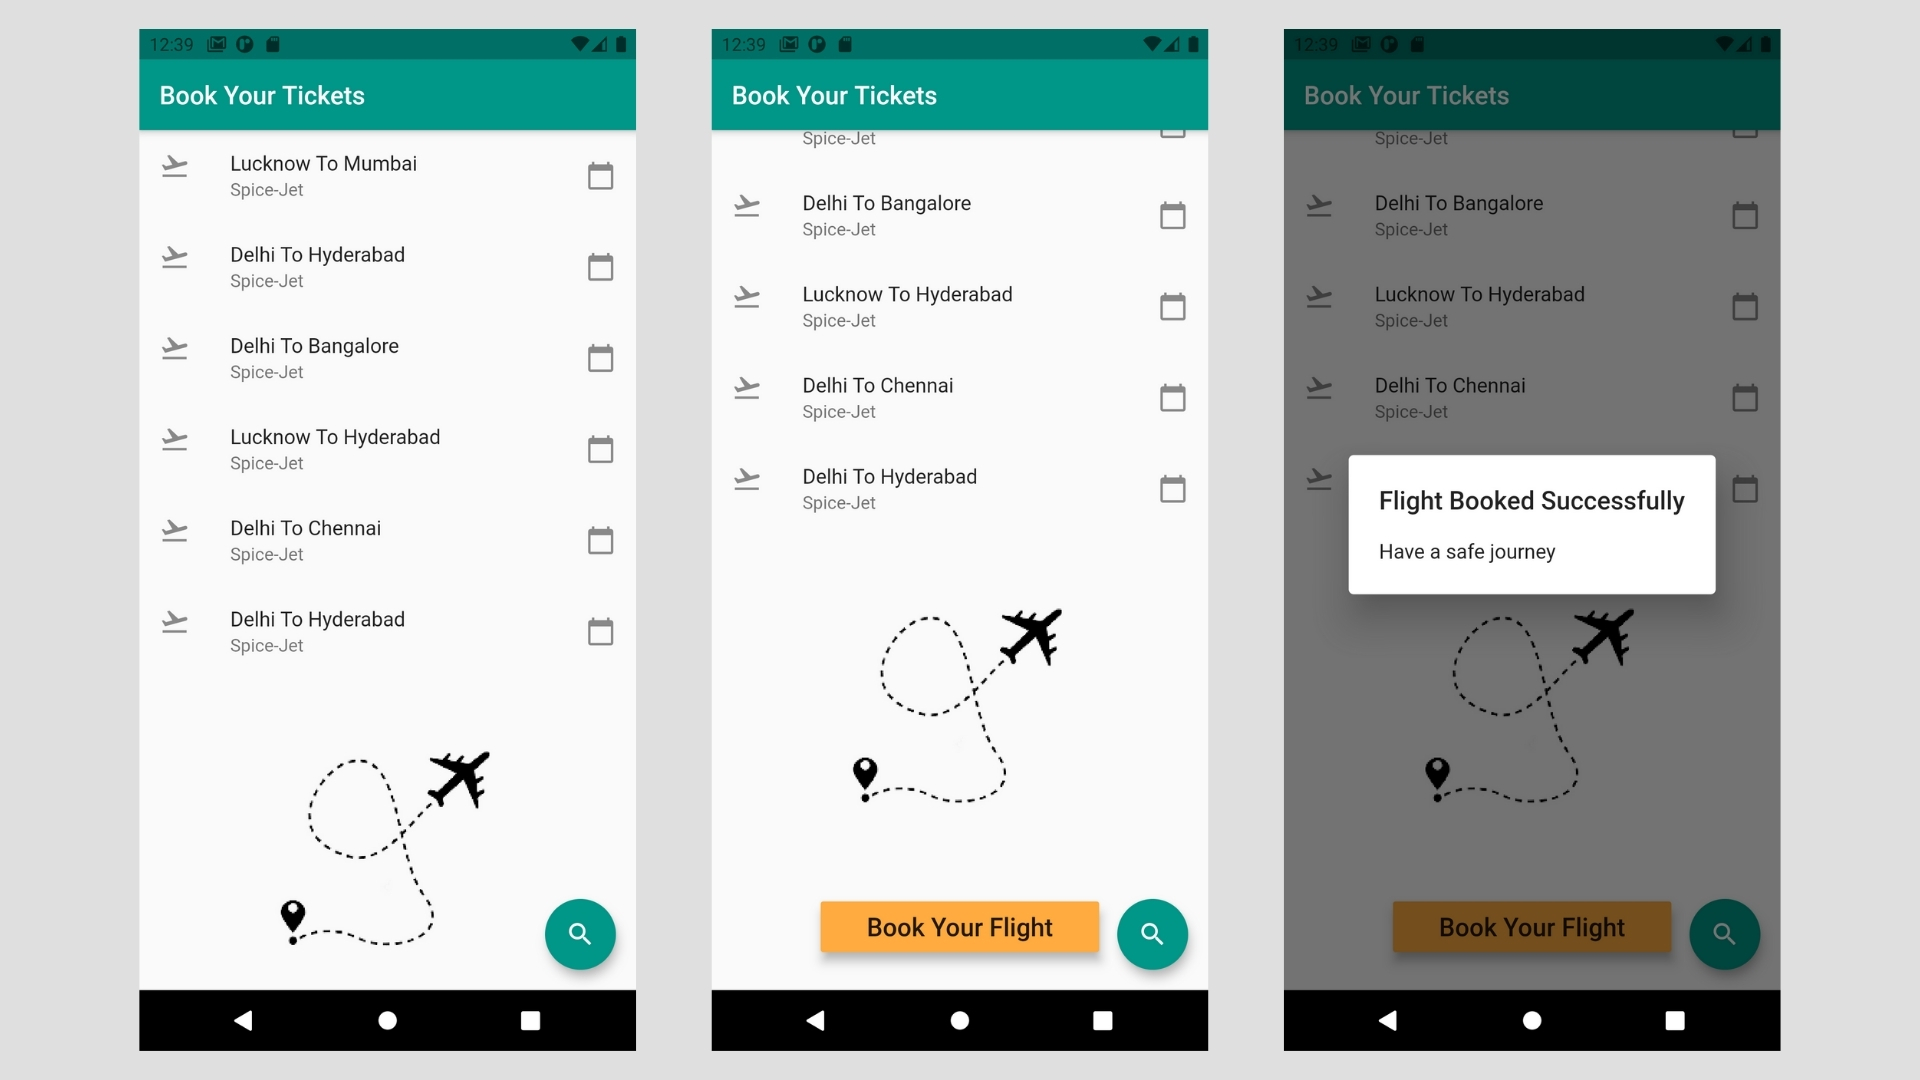 12:39
Book Your Tickets
Lucknow To Mumbai
Spice-Jet
Delhi To Hyderabad
Spice-Jet
Delhi To Bangalore
Spice-Jet
Lucknow To Hyderabad
Spice-Jet
Delhi To Chennai
Spice-Jet
Delhi To Hyderabad
Spice-Jet
12:39
Book Your Tickets
Spice-Jet
Delhi To Bangalore
Spice-Jet
Lucknow To Hyderabad
Spice-Jet
Delhi To Chennai
Spice-Jet
Delhi To Hyderabad
Spice-Jet
Book Your Flight
12:39
Book Your Tickets
Spice-Jet
Delhi To Bangalore
Spice-Jet
Lucknow To Hyderabad
Spice-Jet
Delhi To Chennai
Spice-Jet
Flight Booked Successfully
Have a safe journey
Book Your Flight